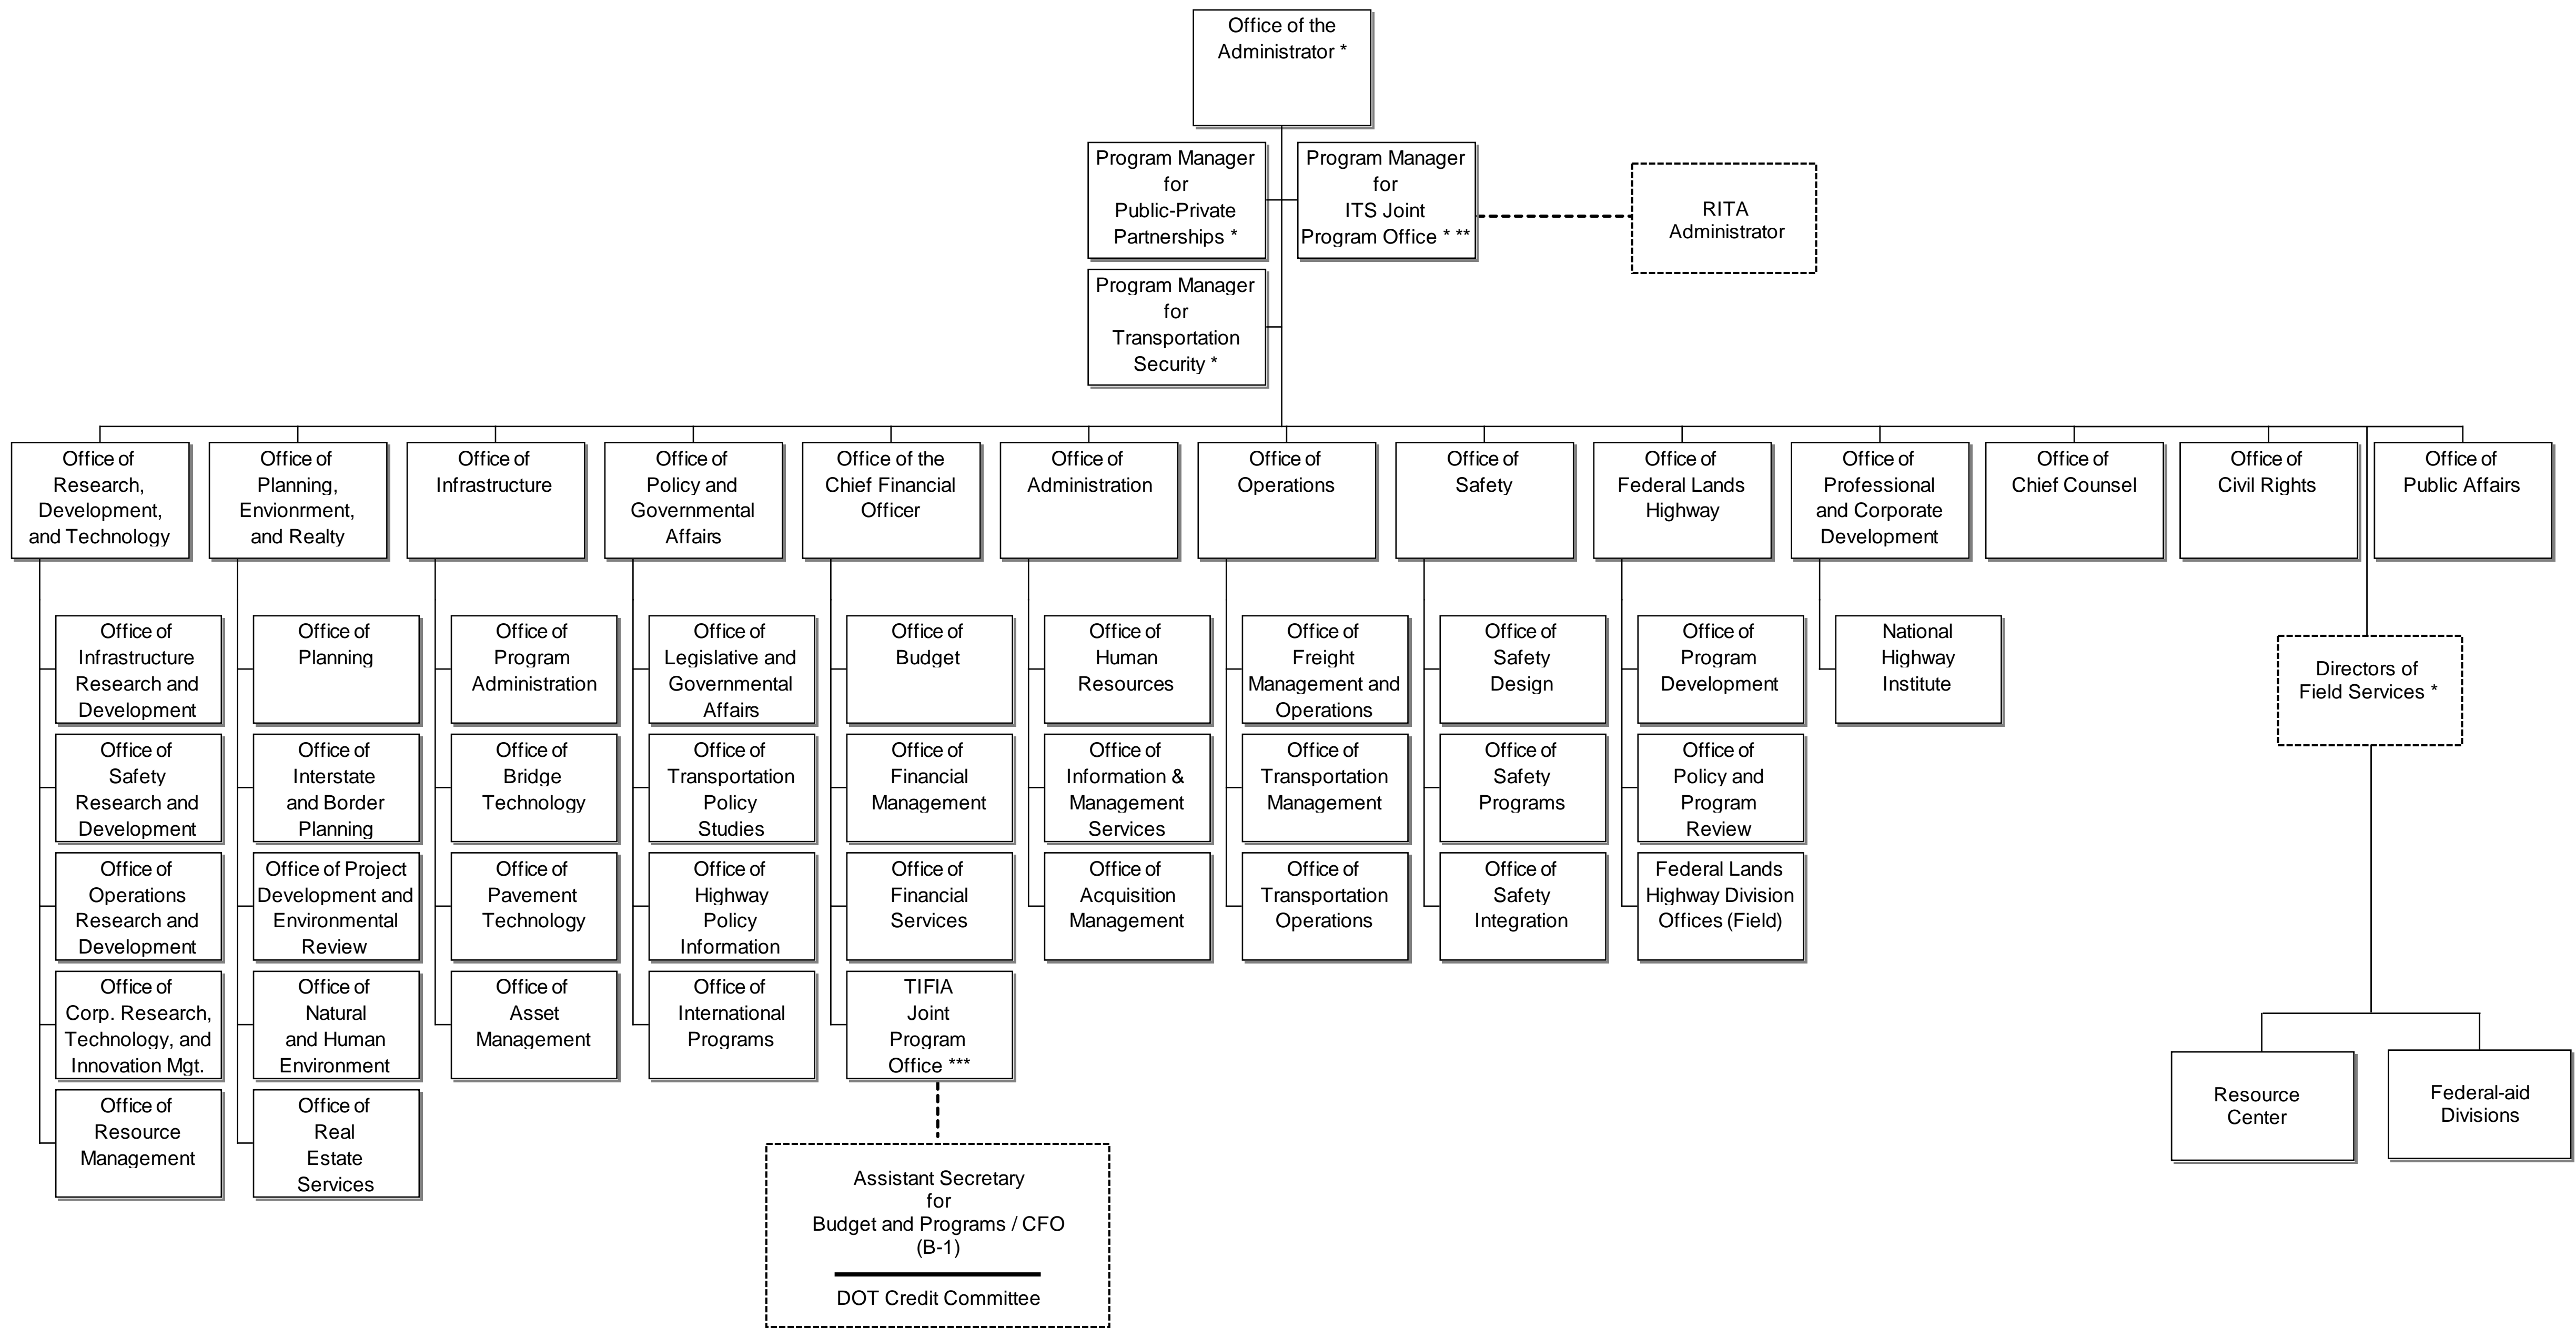 Office of the
Administrator *
Program Manager
for
Public-Private
Partnerships *
Program Manager
for
ITS Joint
Program Office * **
RITA
Administrator
Program Manager
for
Transportation
Security *
Office of
Research,
Development,
and Technology
Office of
Planning,
Envionrment,
and Realty
Office of
Infrastructure
Office of
Policy and
Governmental
Affairs
Office of the
Chief Financial
Officer
Office of
Administration
Office of
Operations
Office of
Safety
Office of
Federal Lands
Highway
Office of
Professional
and Corporate
Development
Office of
Chief Counsel
Office of
Civil Rights
Office of
Public Affairs
Office of
Infrastructure
Research and
Development
Office of
Safety
Research and
Development
Office of
Operations
Research and
Development
Office of
Corp. Research,
Technology, and
Innovation Mgt.
Office of
Resource
Management
Office of
Planning
Office of
Interstate
and Border
Planning
Office of Project
Development and
Environmental
Review
Office of
Natural
and Human
Environment
Office of
Real
Estate
Services
Office of
Program
Administration
Office of
Bridge
Technology
Office of
Pavement
Technology
Office of
Asset
Management
Office of
Legislative and
Governmental
Affairs
Office of
Transportation
Policy
Studies
Office of
Highway
Policy
Information
Office of
International
Programs
Office of
Budget
Office of
Financial
Management
Office of
Financial
Services
TIFIA
Joint
Program
Office ***
Assistant Secretary
for
Budget and Programs / CFO
(B-1)
DOT Credit Committee
Office of
Human
Resources
Office of
Information &
Management
Services
Office of
Acquisition
Management
Office of
Freight
Management and
Operations
Office of
Transportation
Management
Office of
Transportation
Operations
Office of
Safety
Design
Office of
Safety
Programs
Office of
Safety
Integration
Office of
Program
Development
Office of
Policy and
Program
Review
Federal Lands
Highway Division
Offices (Field)
National
Highway
Institute
Directors of
Field Services *
Resource
Center
Federal-aid
Divisions